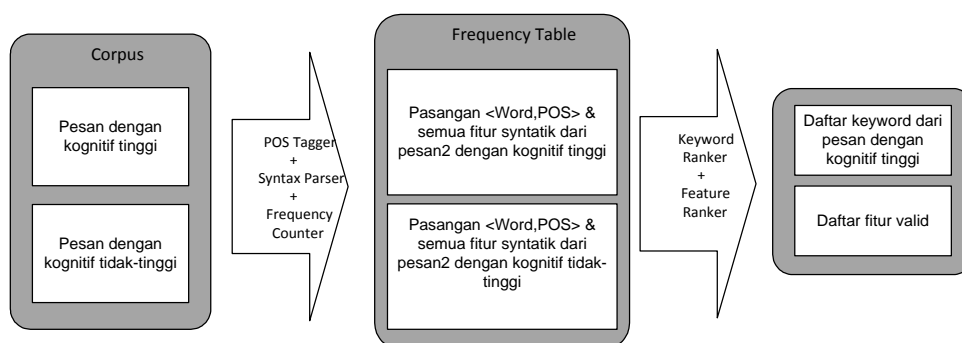 Corpus
Pesan dengan
kognitif tinggi
Pesan dengan
kognitif tidak-tinggi
POS Tagger
+
Syntax Parser
+
Frequency
Counter
Frequency Table
Pasangan <Word,POS> &
semua fitur syntatik dari
pesan2 dengan kognitif tinggi
Pasangan <Word,POS> &
semua fitur syntatik dari
pesan2 dengan kognitif tidak-
tinggi
Keyword
Ranker
+
Feature
Ranker
Daftar keyword dari
pesan dengan
kognitif tinggi
Daftar fitur valid